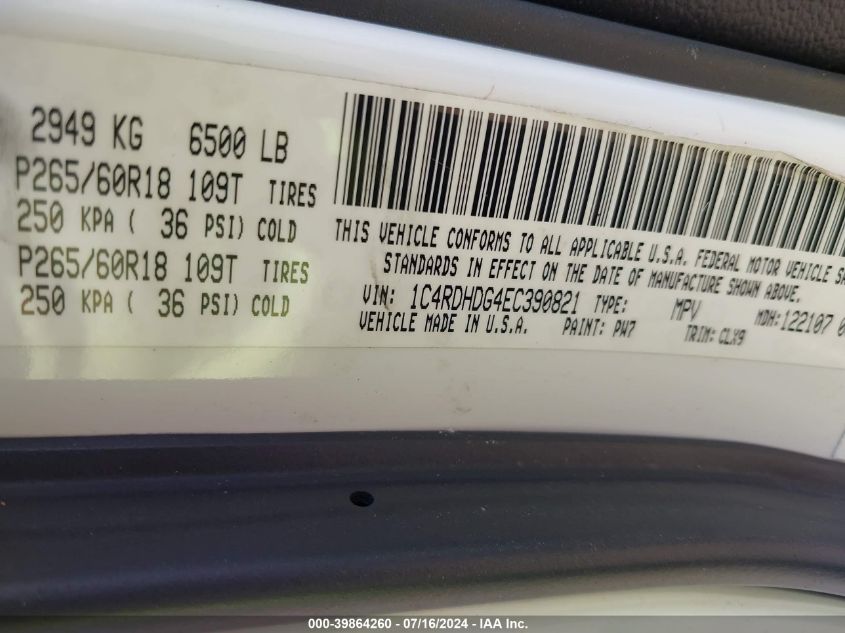 2949 KG 6500 LB
P265/60R18 109T TIRES
250 KPA ( 36 PSI) COLD
P265/60R18 109T TIRES
250 KPA ( 36 PSI) COLD
THIS VEHICLE CONFORMS TO ALL APPLICABLE U.S.A. FEDERAL MOTOR VEHICLE
STANDARDS IN EFFECT ON THE DATE OF MANUFACTURE SHOWN ABOVE.
VIN: 1C4RDHDG4EC390821 TYPE: MPV MDH:122107 0
VEHICLE MADE IN U.S.A. PAINT: PW7 TRIM: CLX9
000-39864260 - 07/16/2024 - IAA Inc.